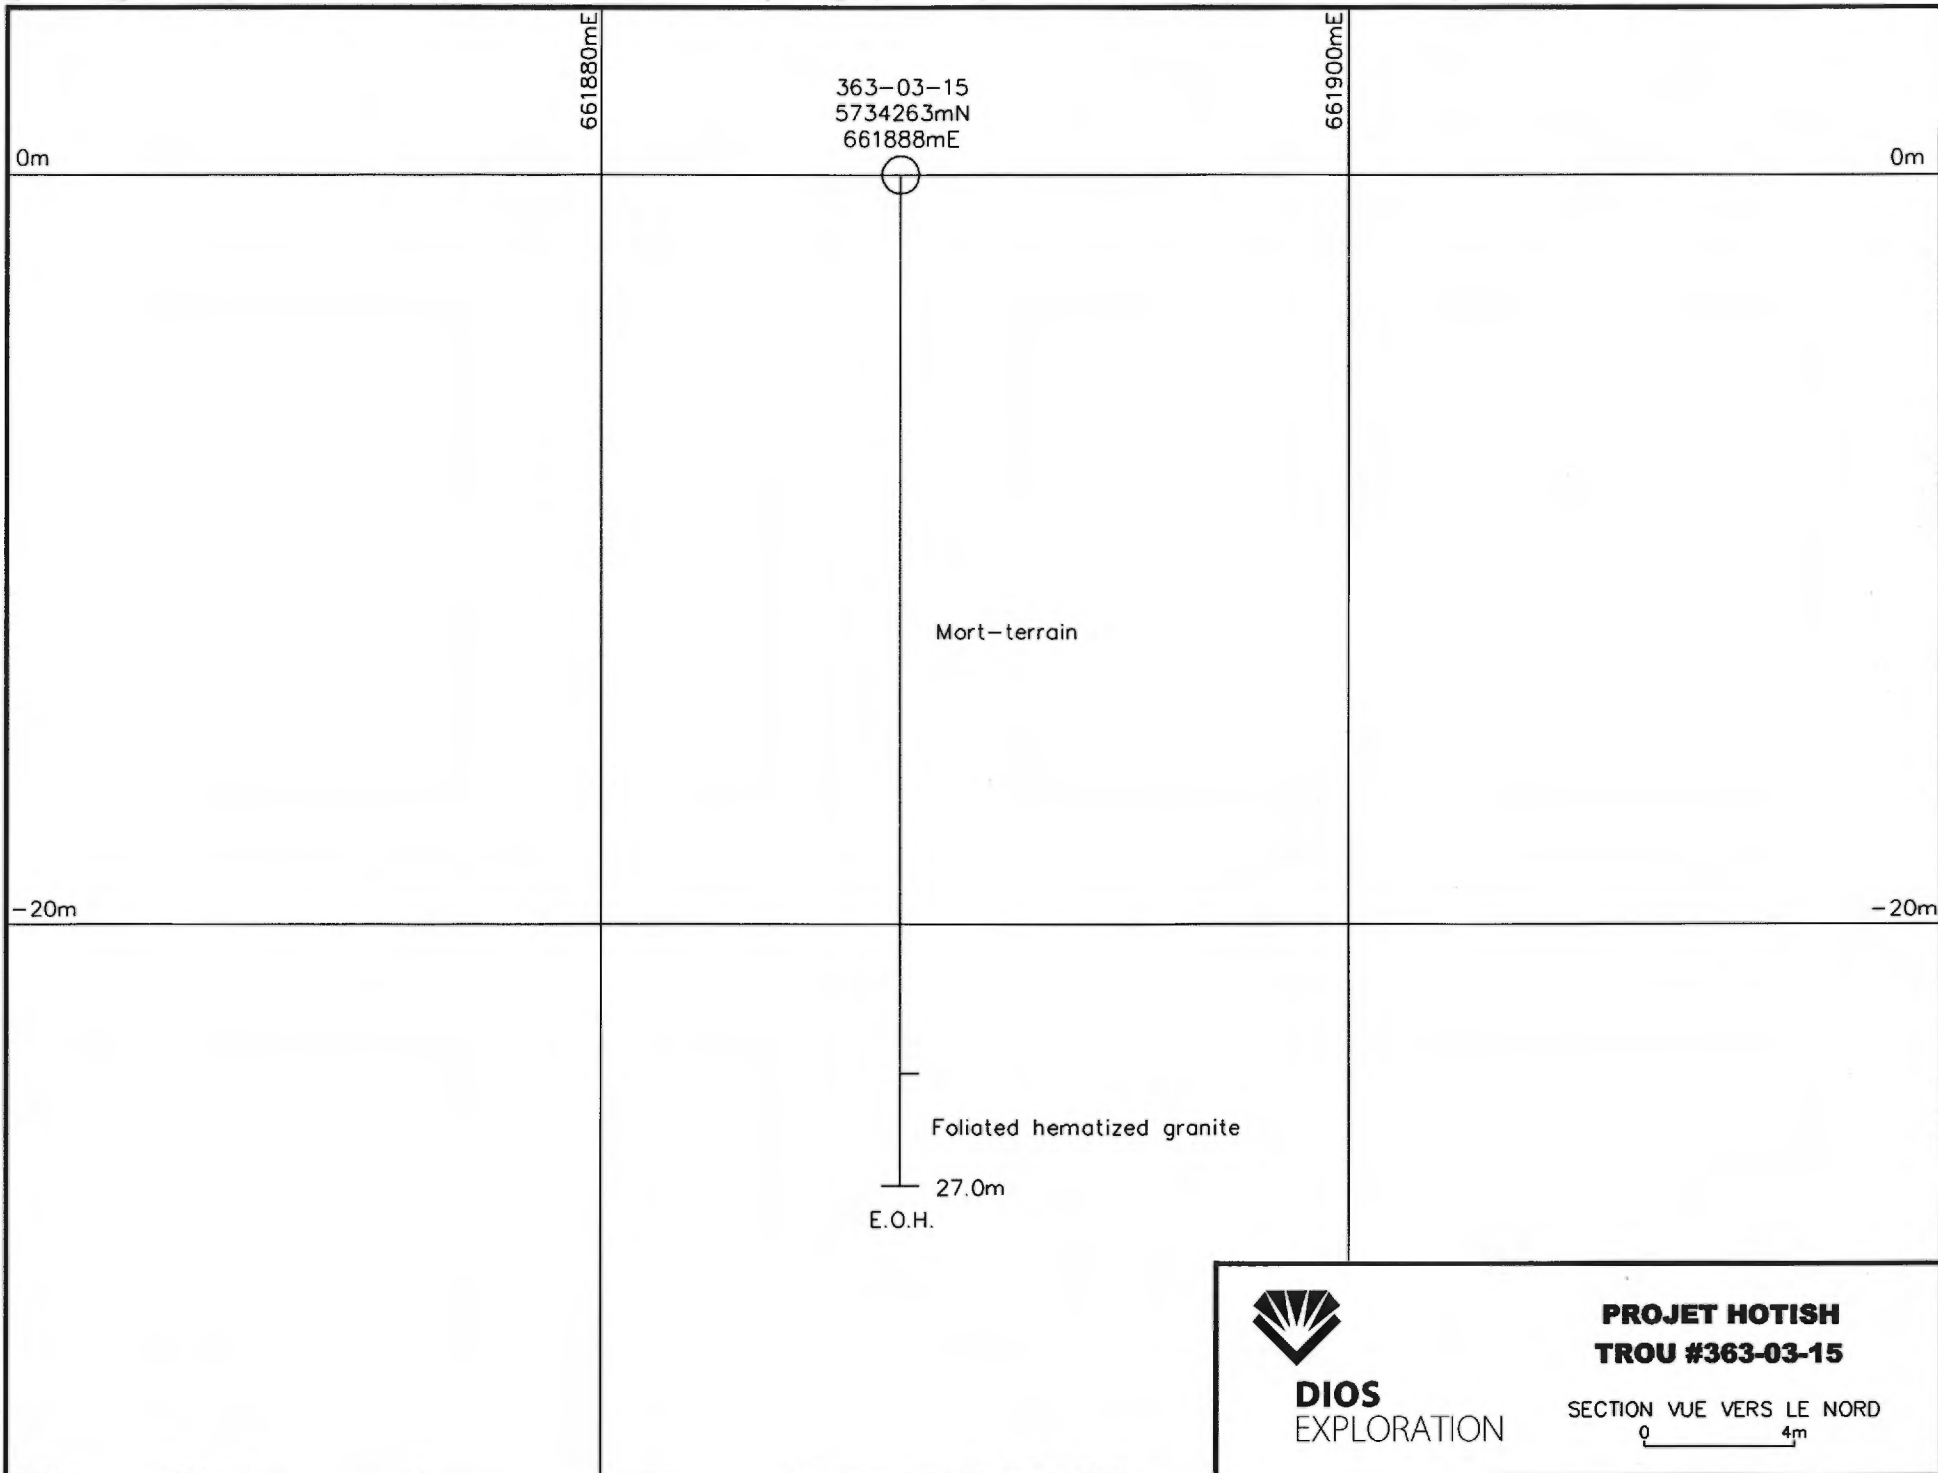 661880mE
661900mE
363-03-15
5734263mN
661888mE
0m
0m
Mort-terrain
-20m
-20m
Foliated hematized granite
27.0m
E.O.H.
DIOS
EXPLORATION
PROJET HOTISH
TROU #363-03-15
SECTION VUE VERS LE NORD
0 4m